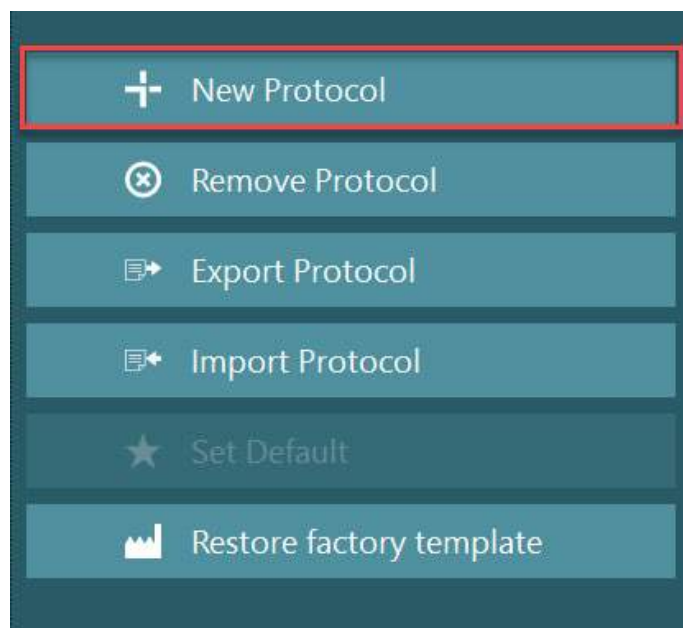 New Protocol
Remove Protocol
Export Protocol
Import Protocol
Set Default
Restore factory template